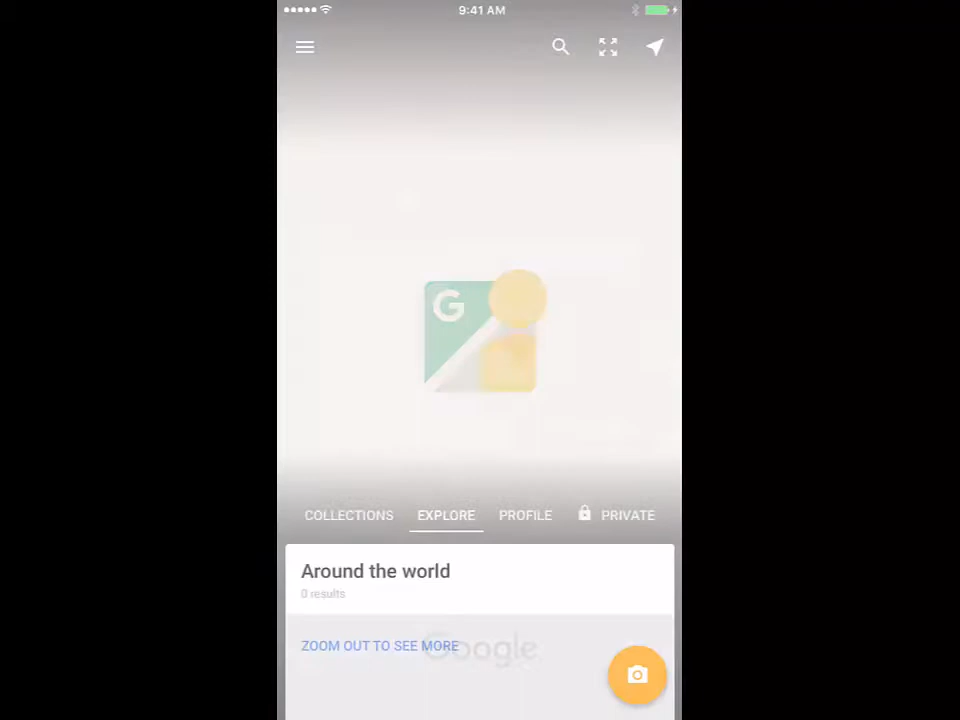 9:41 AM
G
COLLECTIONS EXPLORE PROFILE PRIVATE
Around the world
0 results
ZOOM OUT TO SEE MORE
Google